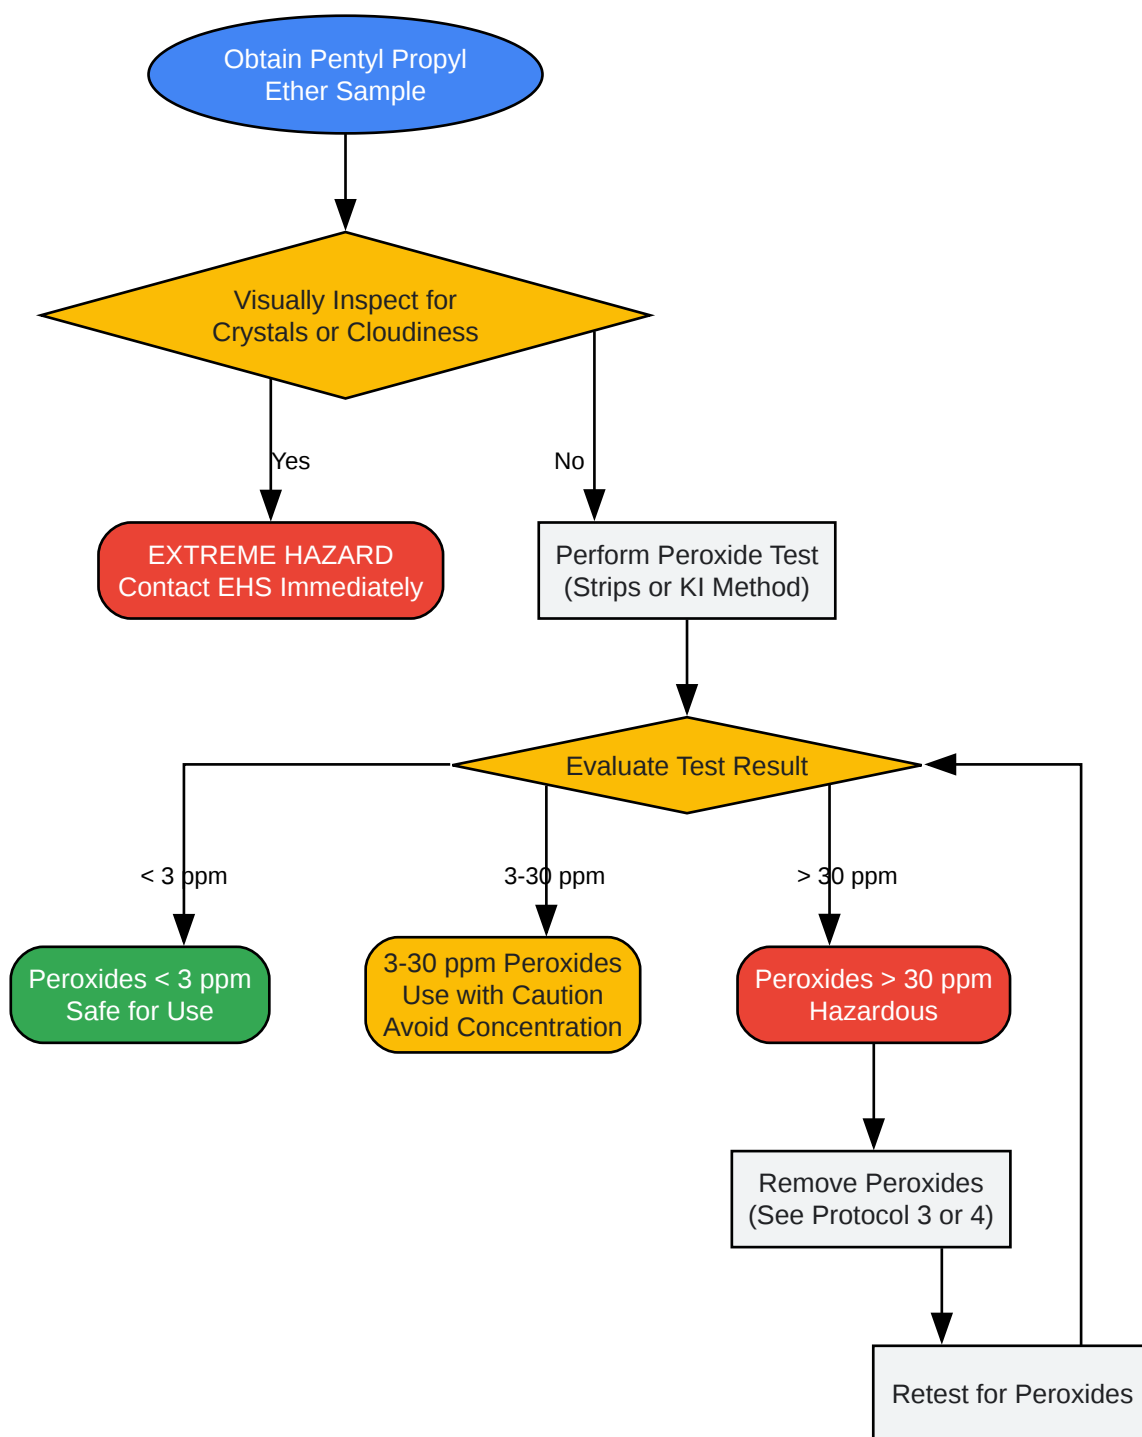 Obtain Pentyl Propyl
Ether Sample
Visually Inspect for
Crystals or Cloudiness
Yes
No
EXTREME HAZARD
Contact EHS Immediately
Perform Peroxide Test
(Strips or KI Method)
Evaluate Test Result
< 3 ppm
3-30 ppm
> 30 ppm
Peroxides < 3 ppm
Safe for Use
3-30 ppm Peroxides
Use with Caution
Avoid Concentration
Peroxides > 30 ppm
Hazardous
Remove Peroxides
(See Protocol 3 or 4)
Retest for Peroxides